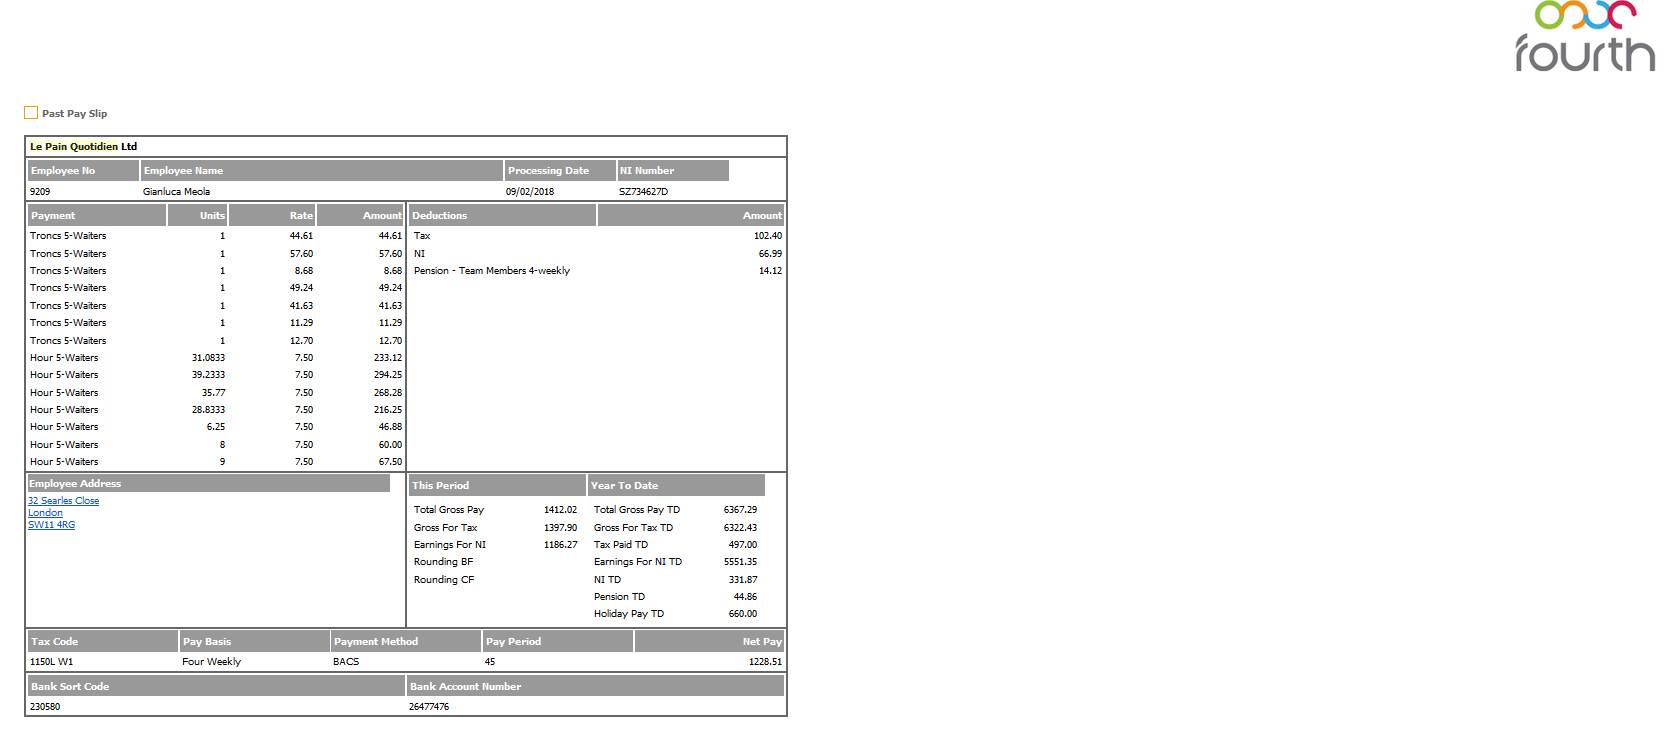 fourth
Past Pay Slip
Le Pain Quotidien Ltd
Employee No Employee Name Processing Date NI Number
9209 Gianluca Meola 09/02/2018 SZ734627D
Payment Units Rate Amount Deductions Amount
Troncs 5-Waiters 1 44.61 44.61 Tax 102.40
Troncs 5-Waiters 1 57.60 57.60 NI 66.99
Troncs 5-Waiters 1 8.68 8.68 Pension - Team Members 4-weekly 14.12
Troncs 5-Waiters 1 49.24 49.24
Troncs 5-Waiters 1 41.63 41.63
Troncs 5-Waiters 1 11.29 11.29
Troncs 5-Waiters 1 12.70 12.70
Hour 5-Waiters 31.0833 7.50 233.12
Hour 5-Waiters 39.2333 7.50 294.25
Hour 5-Waiters 35.77 7.50 268.28
Hour 5-Waiters 28.8333 7.50 216.25
Hour 5-Waiters 6.25 7.50 46.88
Hour 5-Waiters 8 7.50 60.00
Hour 5-Waiters 9 7.50 67.50
Employee Address
32 Searles Close
London
SW11 4RG
This Period Year To Date
Total Gross Pay 1412.02 Total Gross Pay TD 6367.29
Gross For Tax 1397.90 Gross For Tax TD 6322.43
Earnings For NI 1186.27 Tax Paid TD 497.00
Rounding BF Earnings For NI TD 5551.35
Rounding CF NI TD 331.87
Pension TD 44.86
Holiday Pay TD 660.00
Tax Code Pay Basis Payment Method Pay Period Net Pay
1150L W1 Four Weekly BACS 45 1228.51
Bank Sort Code Bank Account Number
230580 26477476